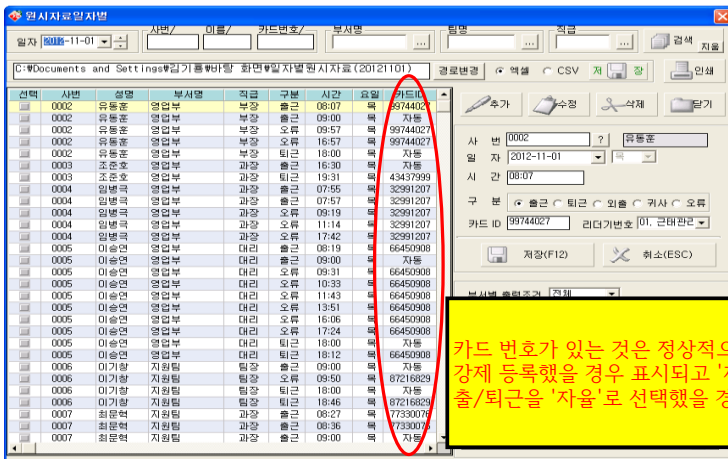 원시자료일자별
사번/ 이름/ 카드번호/ 부서명 팀명 직급
일자 2012-11-01 ... ... ... 검색 지움
C:₩Documents and Settings₩김기흥₩바탕 화면₩일자별원시자료(20121101) 경로변경 엑셀 CSV 저 장 인쇄
선택 사번 성명 부서명 직급 구분 시간 요일 카드ID
0002 유동훈 영업부 부장 출근 08:07 목 99744027
0002 유동훈 영업부 부장 출근 09:00 목 자동
0002 유동훈 영업부 부장 오류 09:57 목 99744027
0002 유동훈 영업부 부장 오류 16:57 목 99744027
0002 유동훈 영업부 부장 퇴근 18:00 목 자동
0003 조준호 영업부 과장 출근 16:30 목 자동
0003 조준호 영업부 과장 퇴근 19:31 목 43437999
0004 임병극 영업부 과장 출근 07:55 목 32991207
0004 임병극 영업부 과장 출근 07:57 목 32991207
0004 임병극 영업부 과장 오류 09:19 목 32991207
0004 임병극 영업부 과장 오류 11:14 목 32991207
0004 임병극 영업부 과장 오류 17:42 목 32991207
0005 이승연 영업부 대리 출근 08:19 목 66450908
0005 이승연 영업부 대리 출근 09:00 목 자동
0005 이승연 영업부 대리 오류 09:31 목 66450908
0005 이승연 영업부 대리 오류 10:33 목 66450908
0005 이승연 영업부 대리 오류 11:43 목 66450908
0005 이승연 영업부 대리 오류 13:51 목 66450908
0005 이승연 영업부 대리 오류 16:06 목 66450908
0005 이승연 영업부 대리 오류 17:24 목 66450908
0005 이승연 영업부 대리 퇴근 18:00 목 자동
0005 이승연 영업부 대리 퇴근 18:12 목 66450908
0006 이기창 지원팀 팀장 출근 09:00 목 자동
0006 이기창 지원팀 팀장 오류 09:50 목 87216829
0006 이기창 지원팀 팀장 퇴근 18:00 목 자동
0006 이기창 지원팀 팀장 퇴근 18:46 목 87216829
0007 최문혁 지원팀 과장 출근 08:27 목 77330076
0007 최문혁 지원팀 과장 출근 08:36 목 77330076
0007 최문혁 지원팀 과장 출근 09:00 목 자동
추가 수정 삭제 닫기
사 번 0002 ? 유동훈
일 자 2012-11-01 목
시 간 08:07
구 분 출근 퇴근 외출 귀사 오류
카드 ID 99744027 리더기번호 01. 근태관리
저장(F12) 취소(ESC)
부서별 출력조건 전체
카드 번호가 있는 것은 정상적으
강제 등록했을 경우 표시되고 '자
출/퇴근을 '자율'로 선택했을 경